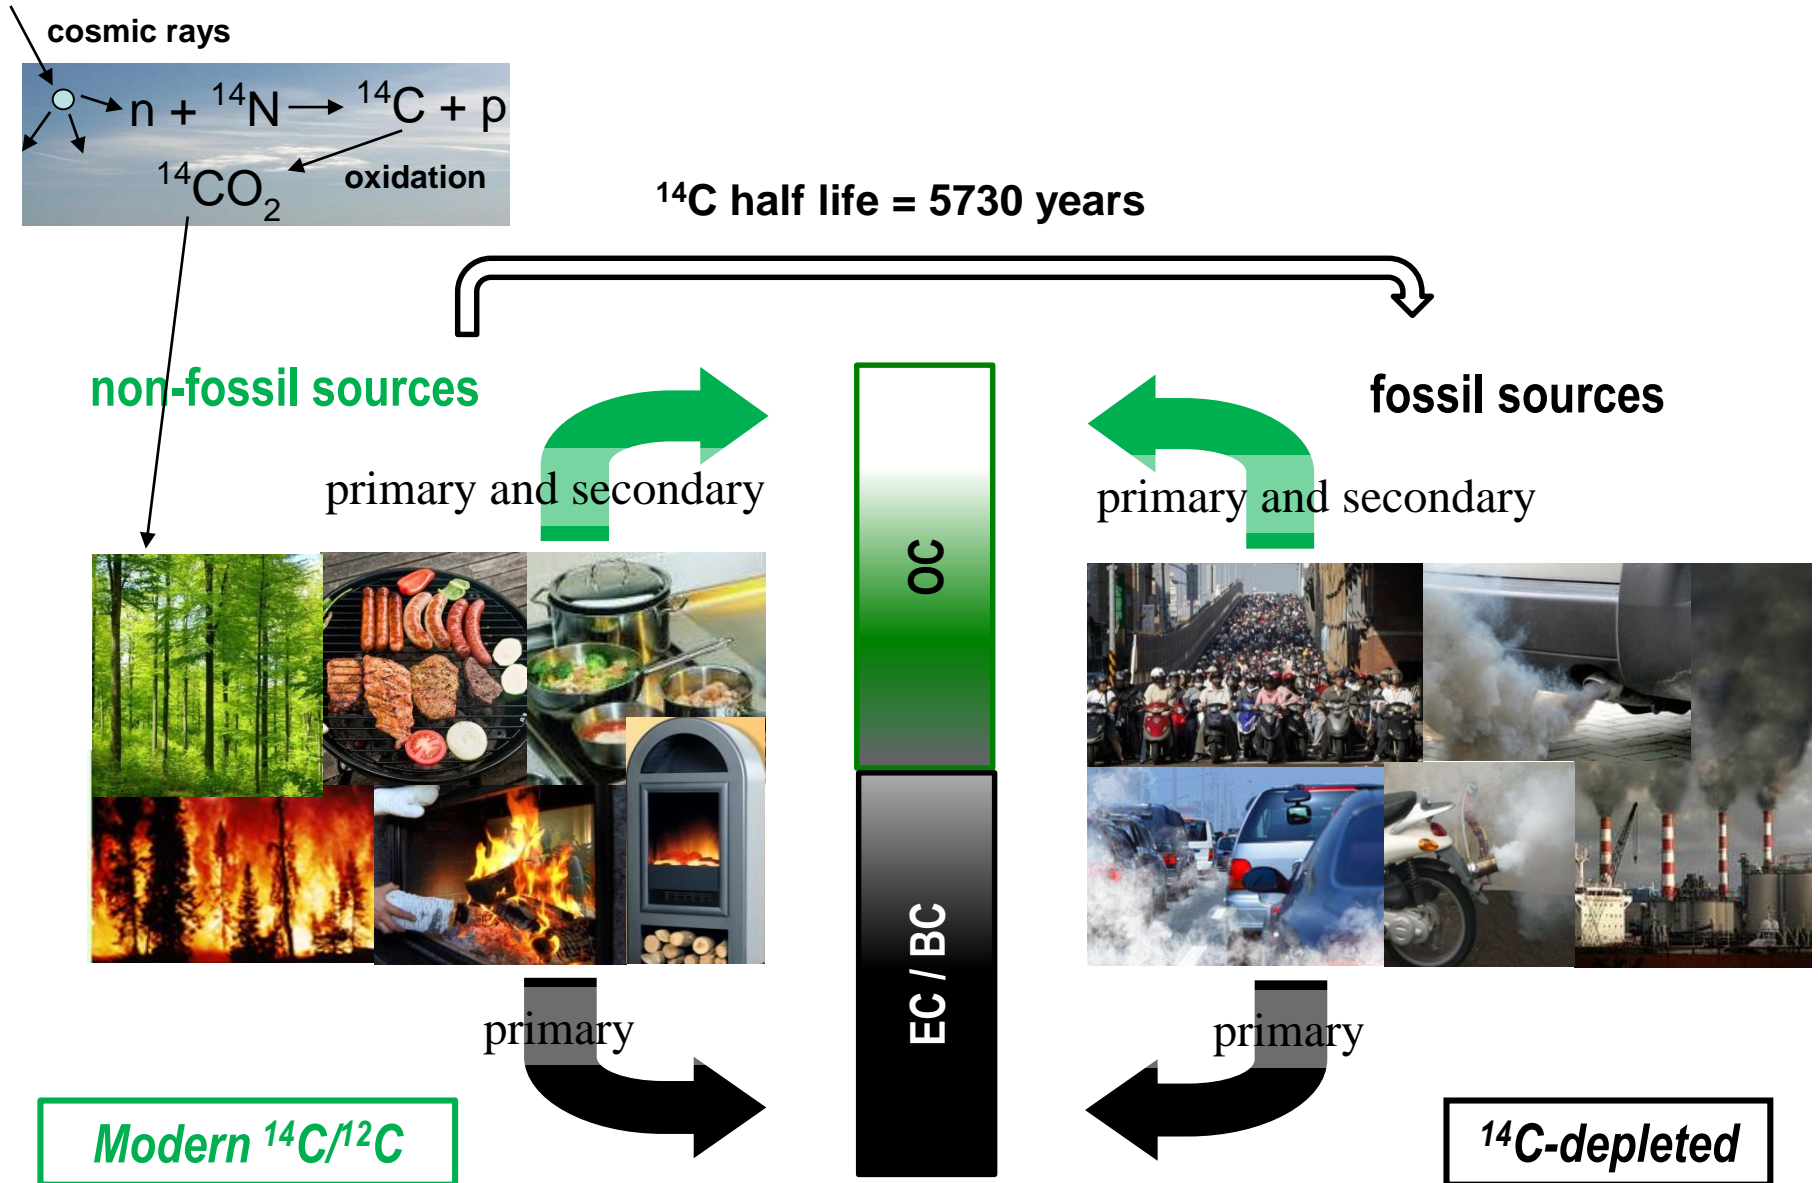 cosmic rays
n + ¹⁴N → ¹⁴C + p
¹⁴CO₂ oxidation
¹⁴C half life = 5730 years
non-fossil sources
fossil sources
primary and secondary
primary and secondary
OC
EC / BC
primary
primary
Modern ¹⁴C/¹²C
¹⁴C-depleted